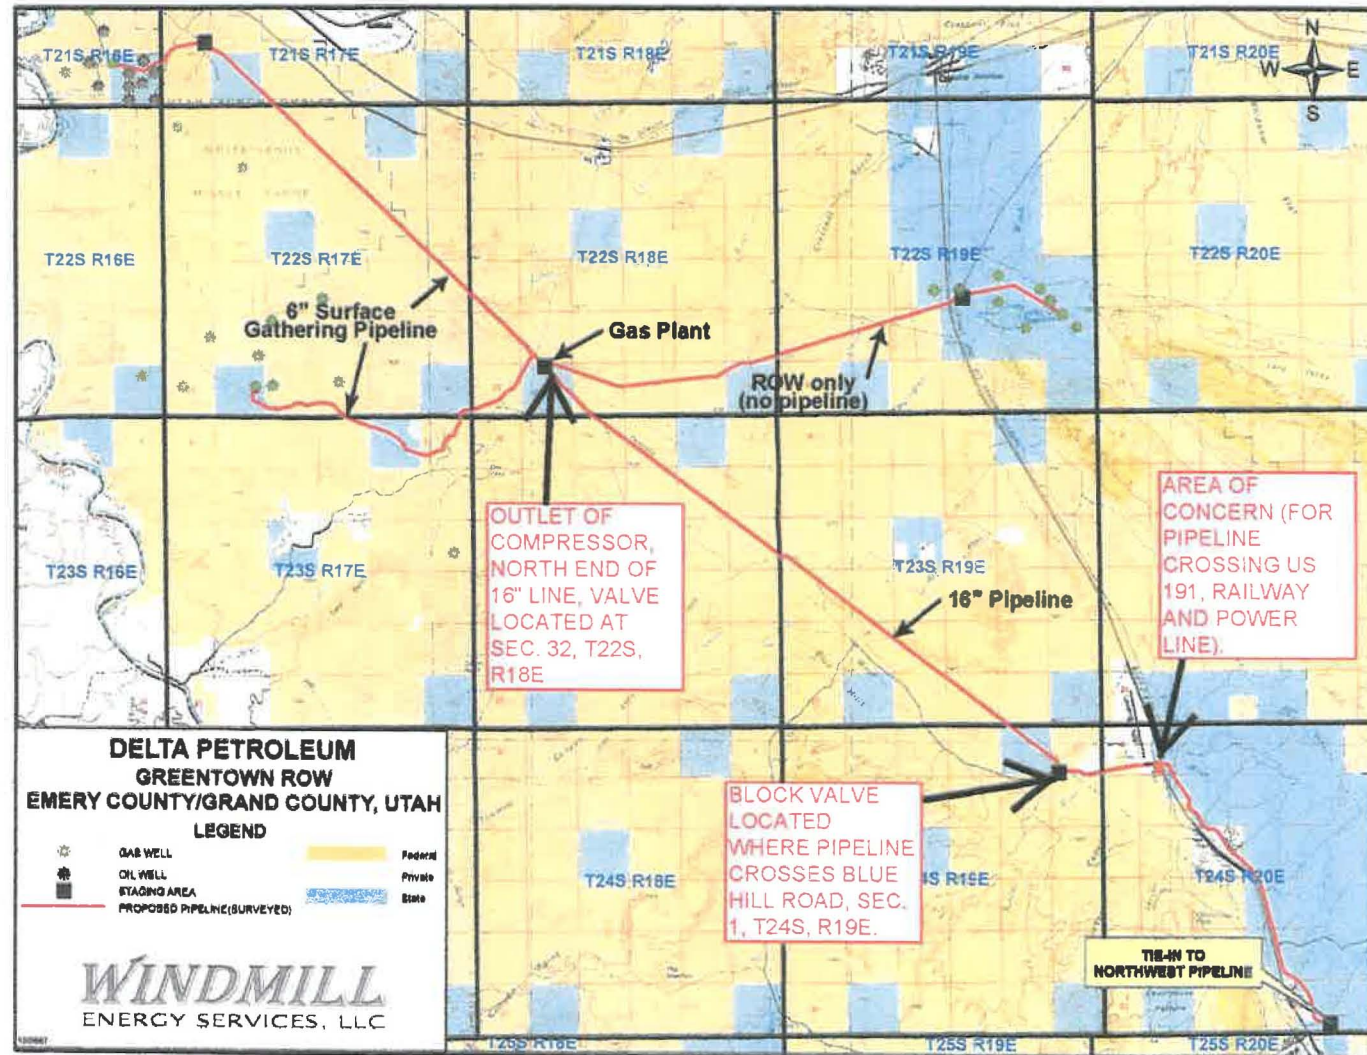 T21S R16E
T21S R17E
T21S R18E
T21S R19E
T21S R20E
N
W E
S
T22S R16E
T22S R17E
T22S R18E
T22S R19E
T22S R20E
6" Surface
Gathering Pipeline
Gas Plant
ROW only
(no pipeline)
OUTLET OF
COMPRESSOR,
NORTH END OF
16" LINE, VALVE
LOCATED AT
SEC. 32, T22S,
R18E
AREA OF
CONCERN (FOR
PIPELINE
CROSSING US
191, RAILWAY
AND POWER
LINE).
T23S R16E
T23S R17E
T23S R19E
16" Pipeline
BLOCK VALVE
LOCATED
WHERE PIPELINE
CROSSES BLUE
HILL ROAD, SEC.
1, T24S, R19E.
T24S R18E
4S R19E
T24S R20E
TIE-IN TO
NORTHWEST PIPELINE
T25S R18E
T25S R19E
T25S R20E
DELTA PETROLEUM
GREENTOWN ROW
EMERY COUNTY/GRAND COUNTY, UTAH
LEGEND
GAS WELL
OIL WELL
STAGING AREA
PROPOSED PIPELINE(SURVEYED)
Federal
Private
State
WINDMILL
ENERGY SERVICES, LLC